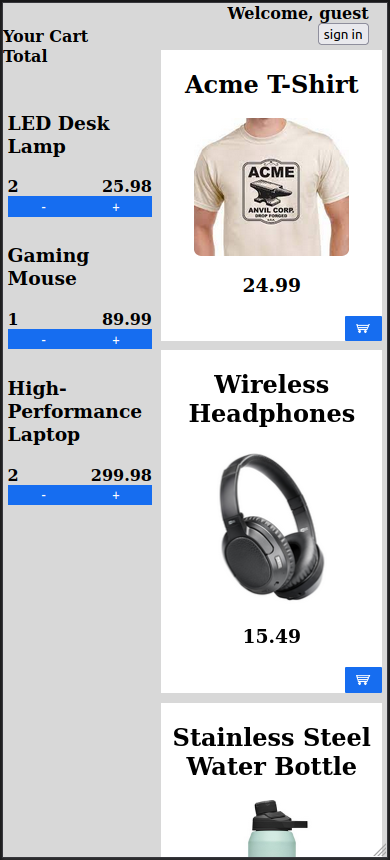 Welcome, guest
sign in
Your Cart
Total
LED Desk
Lamp
2 25.98
- +
Gaming
Mouse
1 89.99
- +
High-
Performance
Laptop
2 299.98
- +
Acme T-Shirt
ACME
ANVIL CORP.
DROP FORGED
U.S.A.
24.99
Wireless
Headphones
15.49
Stainless Steel
Water Bottle